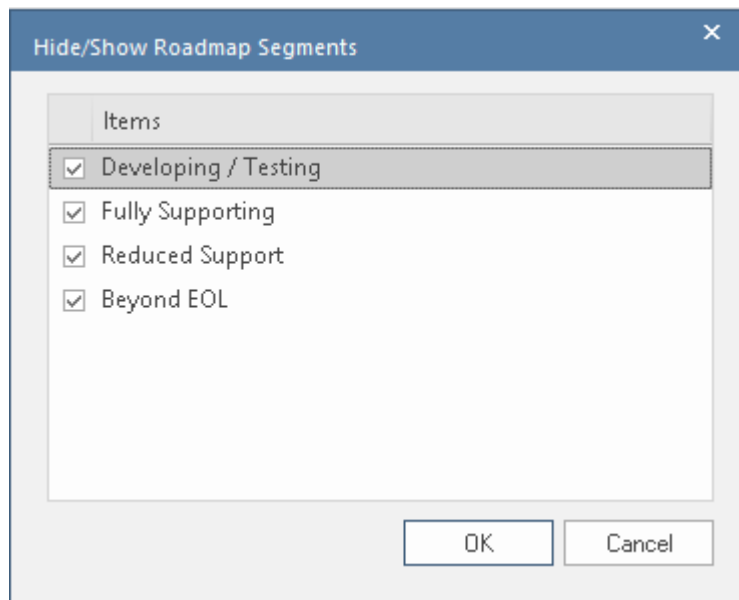 Hide/Show Roadmap Segments
Items
Developing / Testing
Fully Supporting
Reduced Support
Beyond EOL
OK Cancel